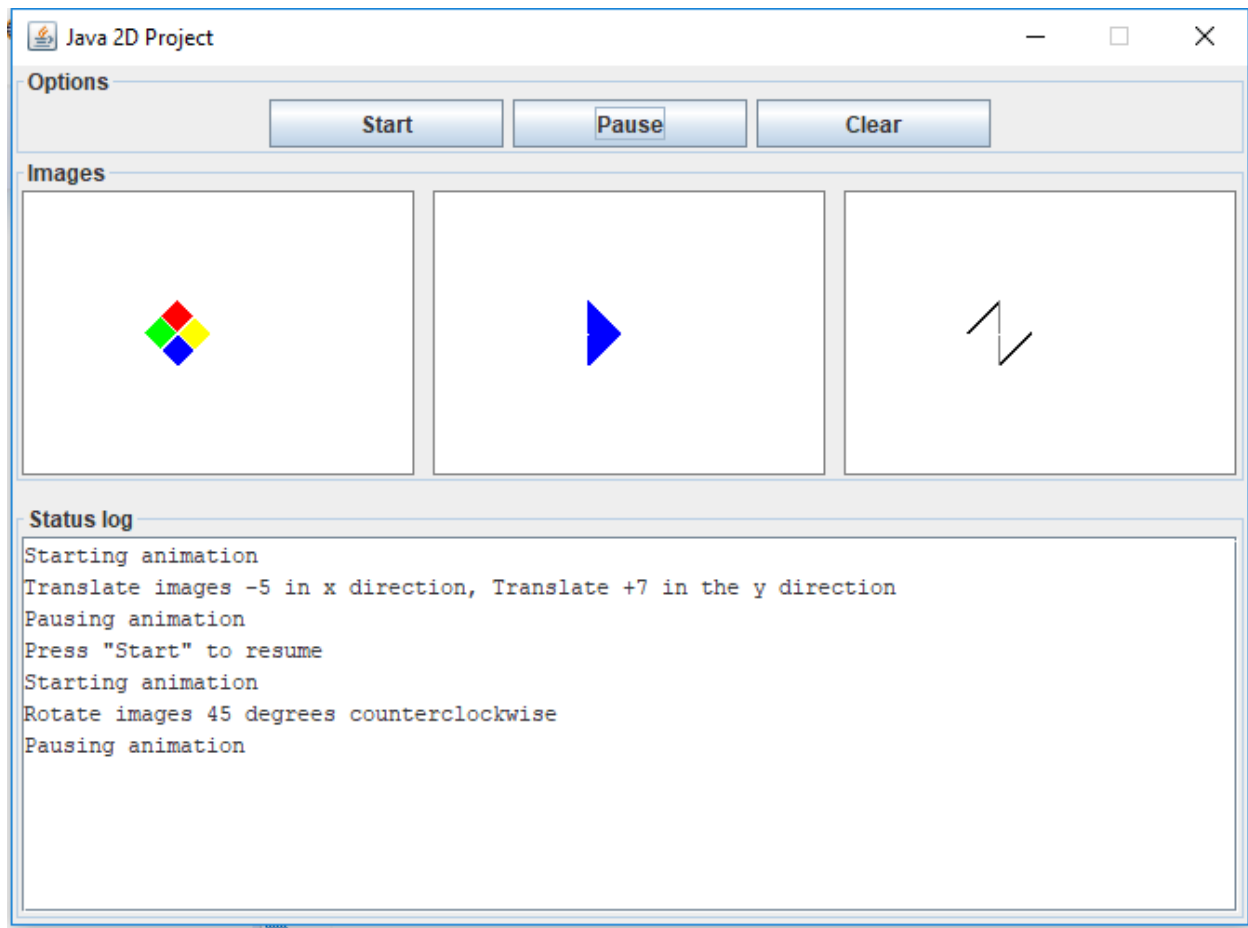 Java 2D Project
Options
Start Pause Clear
Images
Status log
Starting animation
Translate images -5 in x direction, Translate +7 in the y direction
Pausing animation
Press "Start" to resume
Starting animation
Rotate images 45 degrees counterclockwise
Pausing animation